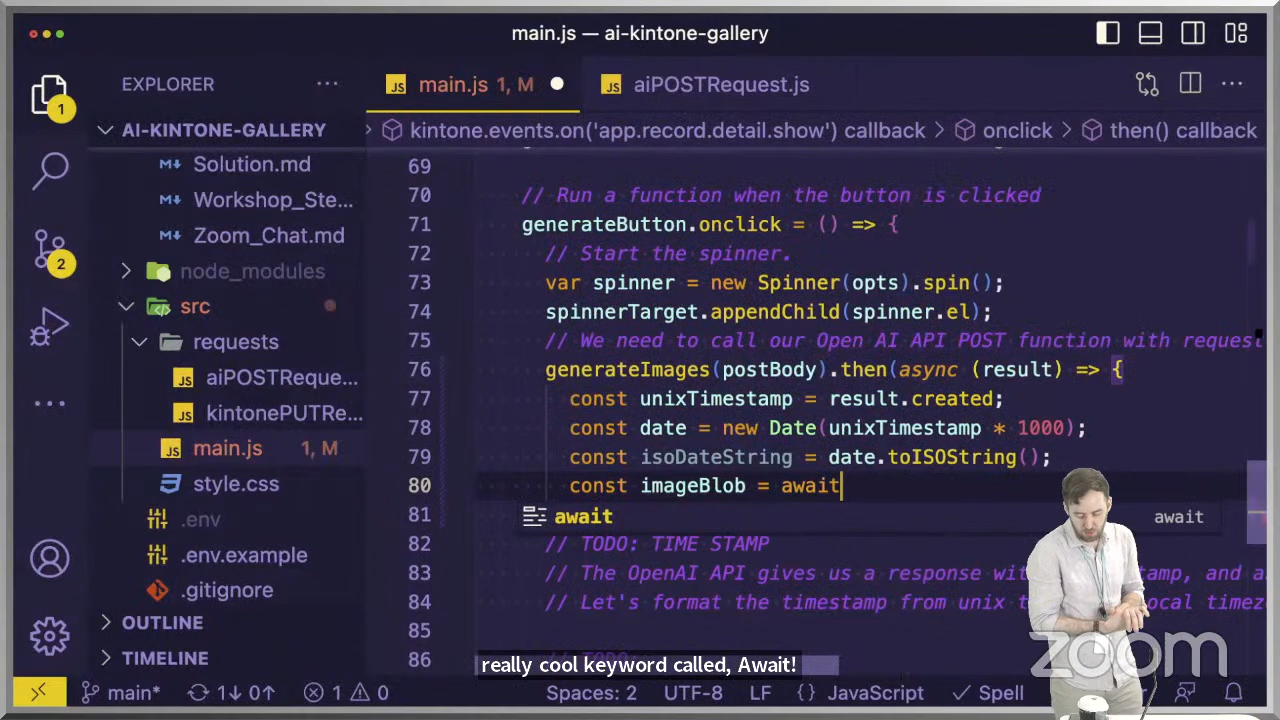 main.js — ai-kintone-gallery
EXPLORER
main.js 1, M
aiPOSTRequest.js
1
AI-KINTONE-GALLERY
kintone.events.on('app.record.detail.show') callback > onclick > then() callback
Solution.md
Workshop_Ste...
Zoom_Chat.md
node_modules
2
src
requests
aiPOSTReque...
kintonePUTRe...
main.js 1, M
style.css
.env
.env.example
.gitignore
OUTLINE
TIMELINE
69
70 // Run a function when the button is clicked
71 generateButton.onclick = () => {
72 // Start the spinner.
73 var spinner = new Spinner(opts).spin();
74 spinnerTarget.appendChild(spinner.el);
75 // We need to call our Open AI API POST function with request
76 generateImages(postBody).then(async (result) => {
77 const unixTimestamp = result.created;
78 const date = new Date(unixTimestamp * 1000);
79 const isoDateString = date.toISOString();
80 const imageBlob = await
81 await await
82 // TODO: TIME STAMP
83 // The OpenAI API gives us a response wi amp, and a
84 // Let's format the timestamp from unix t local timez
85
86 // TODO:
really cool keyword called, Await!
zoom
main* 1↓ 0↑ 1 0 Spaces: 2 UTF-8 LF {} JavaScript Spell